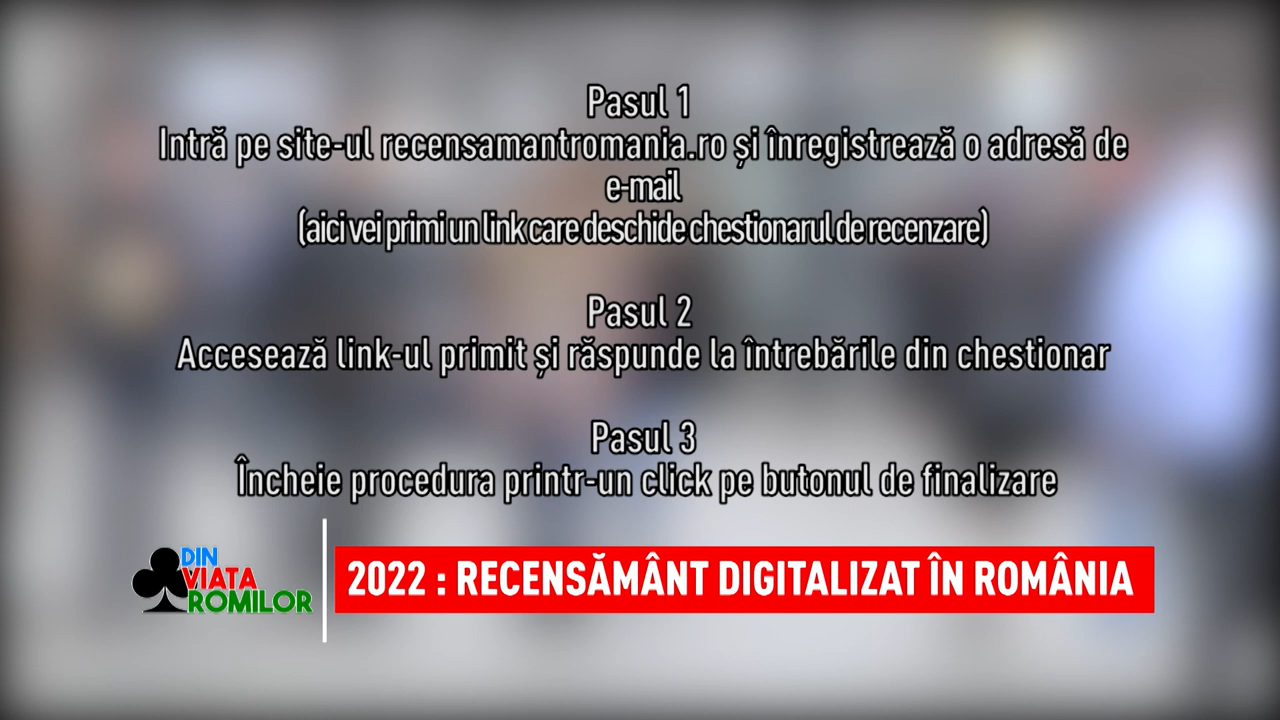 Pasul 1
Intră pe site-ul recensamantromania.ro și înregistrează o adresă de
e-mail
(aici vei primi un link care deschide chestionarul de recenzare)
Pasul 2
Accesează link-ul primit și răspunde la întrebările din chestionar
Pasul 3
Încheie procedura printr-un click pe butonul de finalizare
DIN
VIATA
ROMILOR
2022 : RECENSĂMÂNT DIGITALIZAT ÎN ROMÂNIA